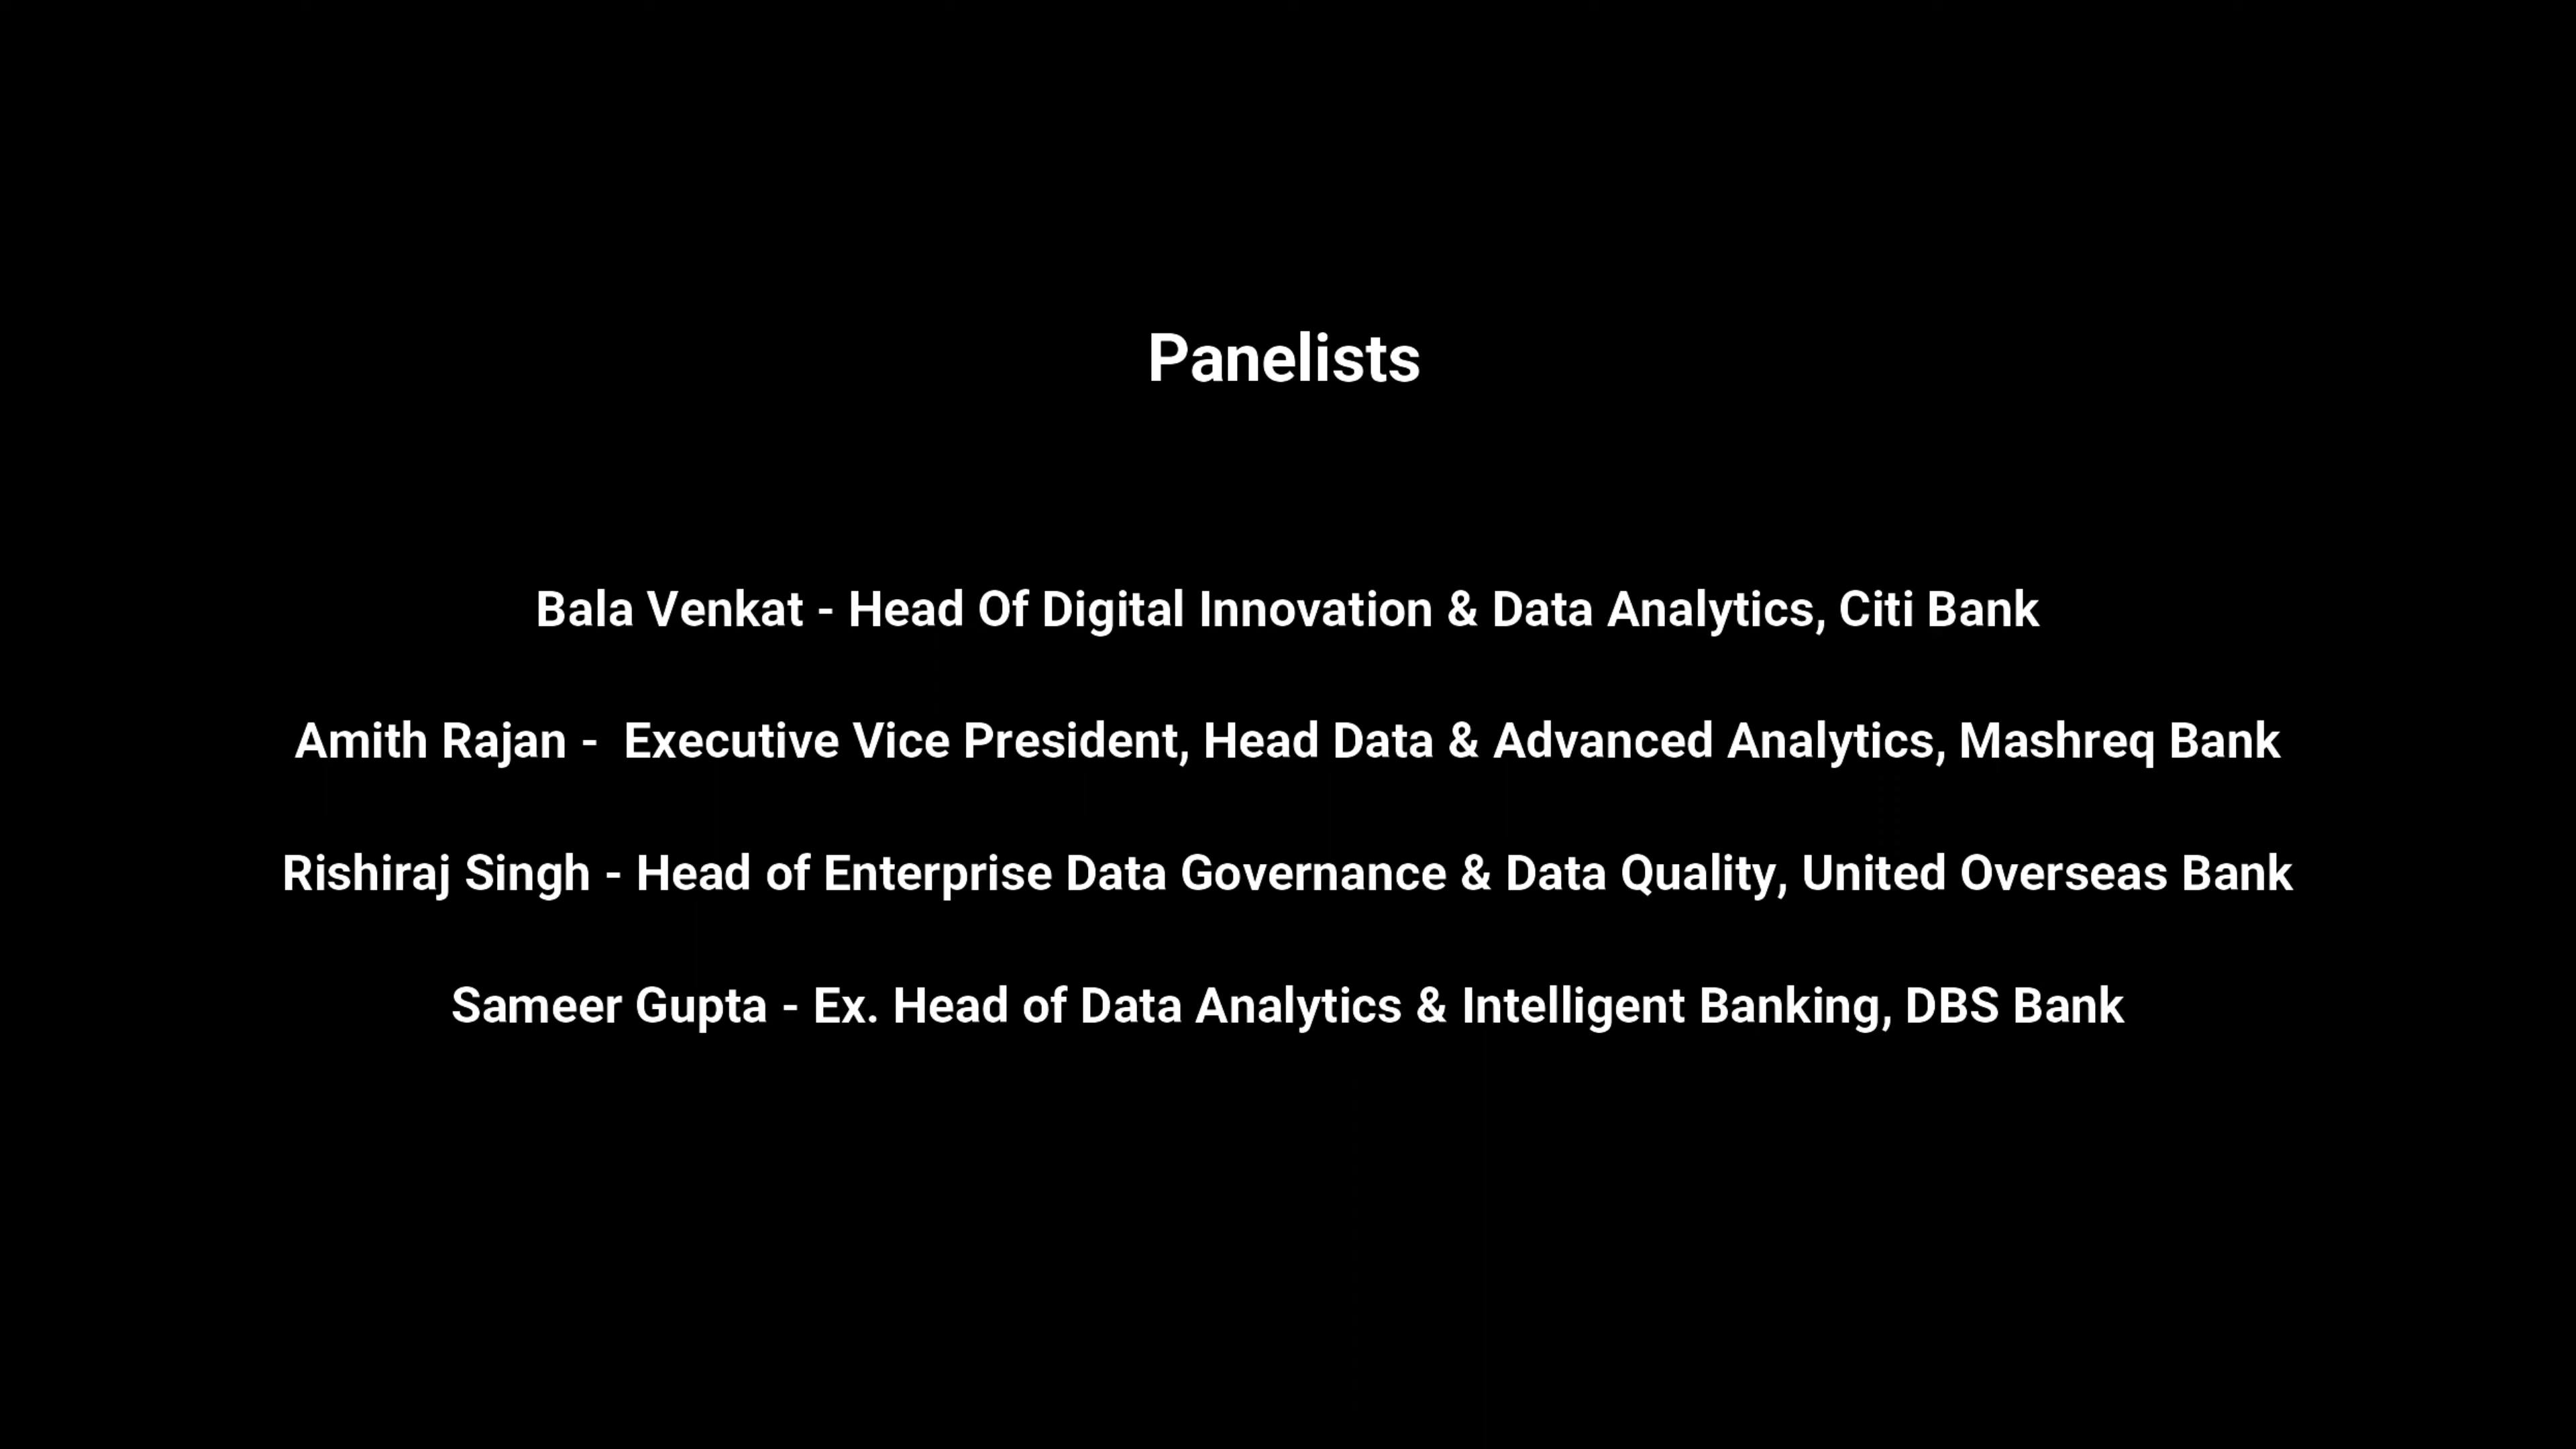 Panelists
Bala Venkat - Head Of Digital Innovation & Data Analytics, Citi Bank
Amith Rajan -  Executive Vice President, Head Data & Advanced Analytics, Mashreq Bank
Rishiraj Singh - Head of Enterprise Data Governance & Data Quality, United Overseas Bank
Sameer Gupta - Ex. Head of Data Analytics & Intelligent Banking, DBS Bank